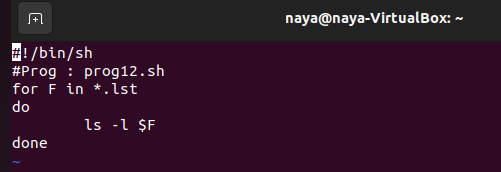 naya@naya-VirtualBox: ~
#!/bin/sh
#Prog : prog12.sh
for F in *.lst
do
        ls -l $F
done
~